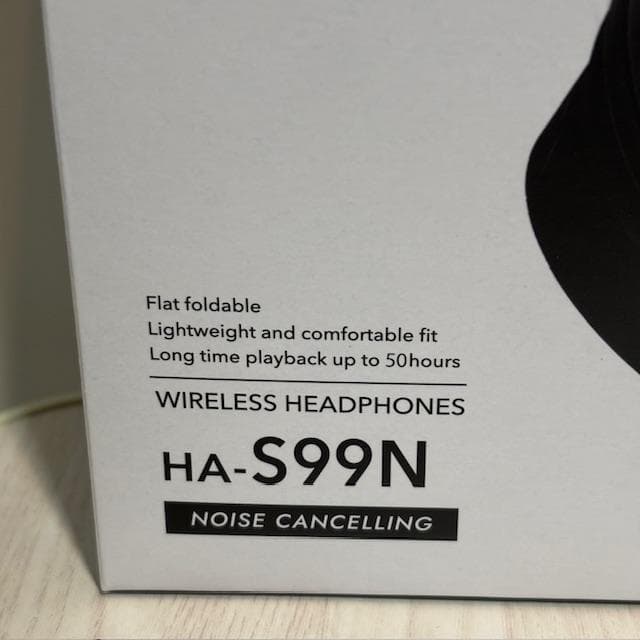 Flat foldable
Lightweight and comfortable fit
Long time playback up to 50hours
WIRELESS HEADPHONES
HA-S99N
NOISE CANCELLING